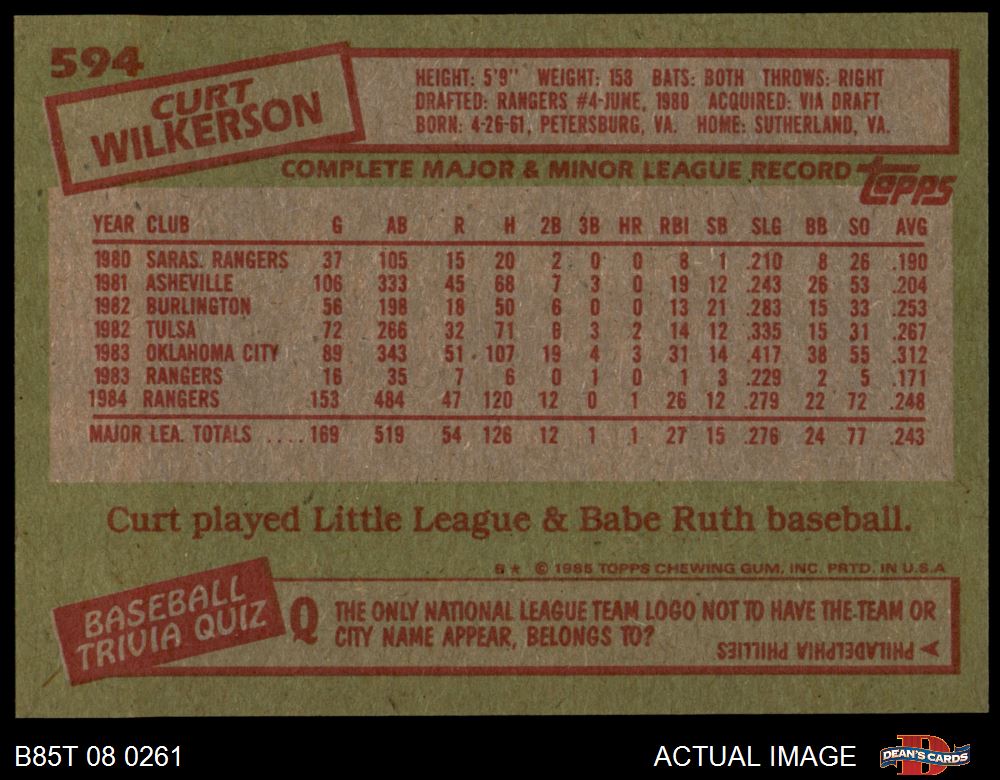 594
CURT
WILKERSON
HEIGHT: 5'9" WEIGHT: 158 BATS: BOTH THROWS: RIGHT
DRAFTED: RANGERS #4-JUNE, 1980 ACQUIRED: VIA DRAFT
BORN: 4-26-61, PETERSBURG, VA. HOME: SUTHERLAND, VA.
COMPLETE MAJOR & MINOR LEAGUE RECORD topps
YEAR CLUB G AB R H 2B 3B HR RBI SB SLG BB SO AVG
1980 SARAS. RANGERS 37 105 15 20 2 0 0 8 1 .210 8 26 .190
1981 ASHEVILLE 106 333 45 68 7 3 0 19 12 .243 26 53 .204
1982 BURLINGTON 56 198 18 50 6 0 0 13 21 .283 15 33 .253
1982 TULSA 72 266 32 71 8 3 2 14 12 .335 15 31 .267
1983 OKLAHOMA CITY 89 343 51 107 19 4 3 31 14 .417 38 55 .312
1983 RANGERS 16 35 7 6 0 1 0 1 3 .229 2 5 .171
1984 RANGERS 153 484 47 120 12 0 1 26 12 .279 22 72 .248
MAJOR LEA. TOTALS .... 169 519 54 126 12 1 1 27 15 .276 24 77 .243
Curt played Little League & Babe Ruth baseball.
B★ © 1985 TOPPS CHEWING GUM, INC. PRTD. IN U.S.A
BASEBALL
TRIVIA QUIZ
Q THE ONLY NATIONAL LEAGUE TEAM LOGO NOT TO HAVE THE TEAM OR
CITY NAME APPEAR, BELONGS TO?
A PHILADELPHIA PHILLIES
B85T 08 0261
ACTUAL IMAGE
DEAN'S CARDS